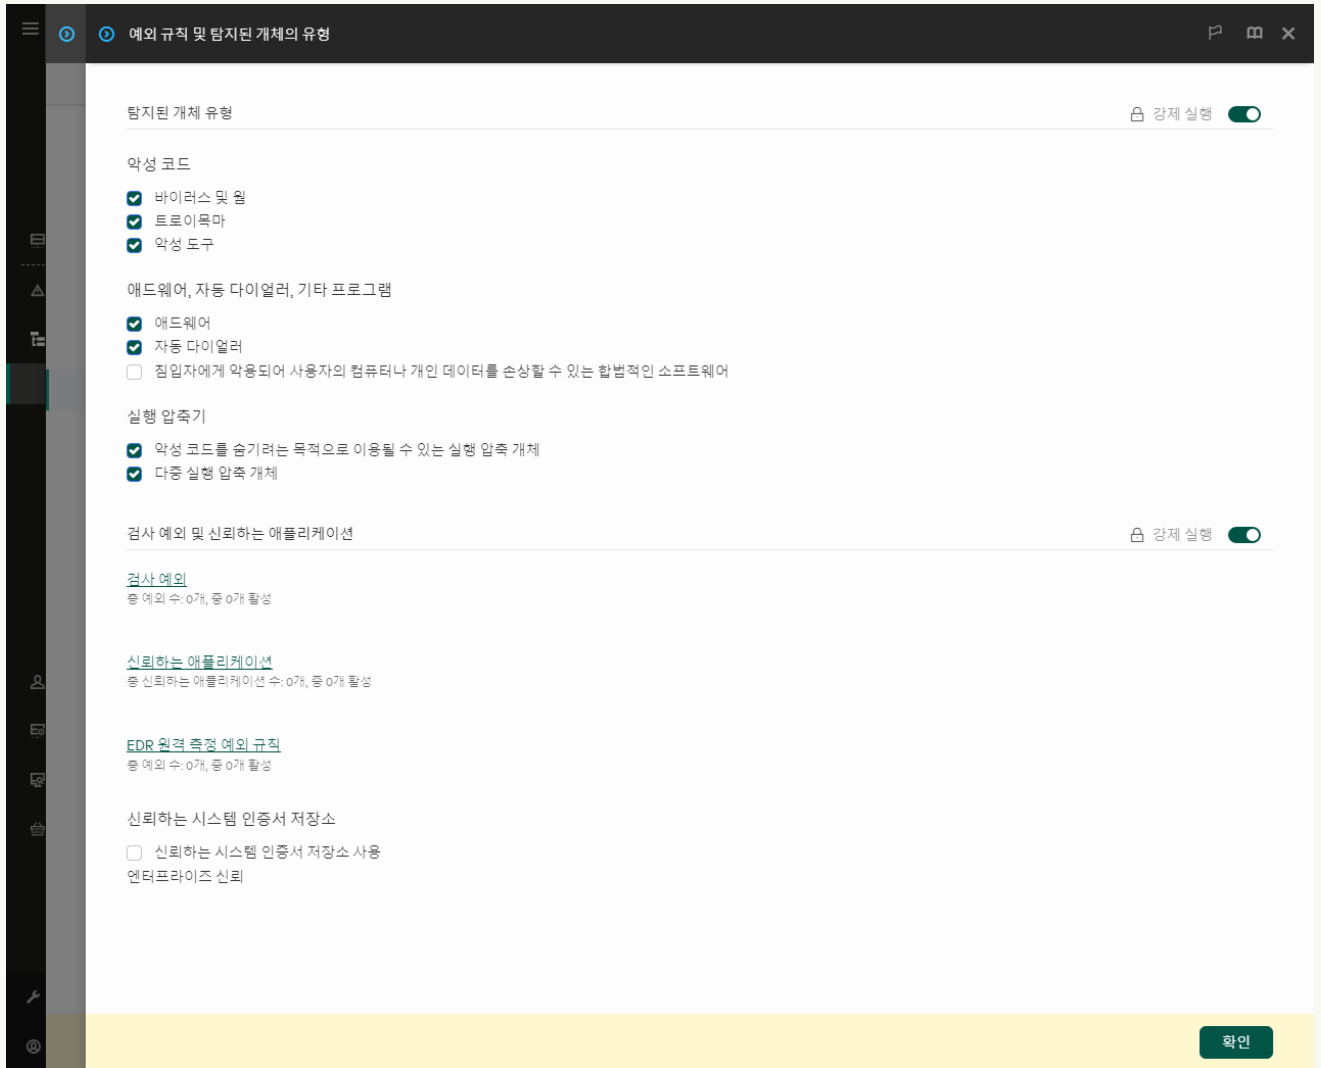 예외 규칙 및 탐지된 개체의 유형
탐지된 개체 유형
강제 실행
악성 코드
바이러스 및 웜
트로이목마
악성 도구
애드웨어, 자동 다이얼러, 기타 프로그램
애드웨어
자동 다이얼러
침입자에게 악용되어 사용자의 컴퓨터나 개인 데이터를 손상할 수 있는 합법적인 소프트웨어
실행 압축기
악성 코드를 숨기려는 목적으로 이용될 수 있는 실행 압축 개체
다중 실행 압축 개체
검사 예외 및 신뢰하는 애플리케이션
강제 실행
검사 예외
총 예외 수: 0개, 중 0개 활성
신뢰하는 애플리케이션
총 신뢰하는 애플리케이션 수: 0개, 중 0개 활성
EDR 원격 측정 예외 규칙
총 예외 수: 0개, 중 0개 활성
신뢰하는 시스템 인증서 저장소
신뢰하는 시스템 인증서 저장소 사용
엔터프라이즈 신뢰
확인